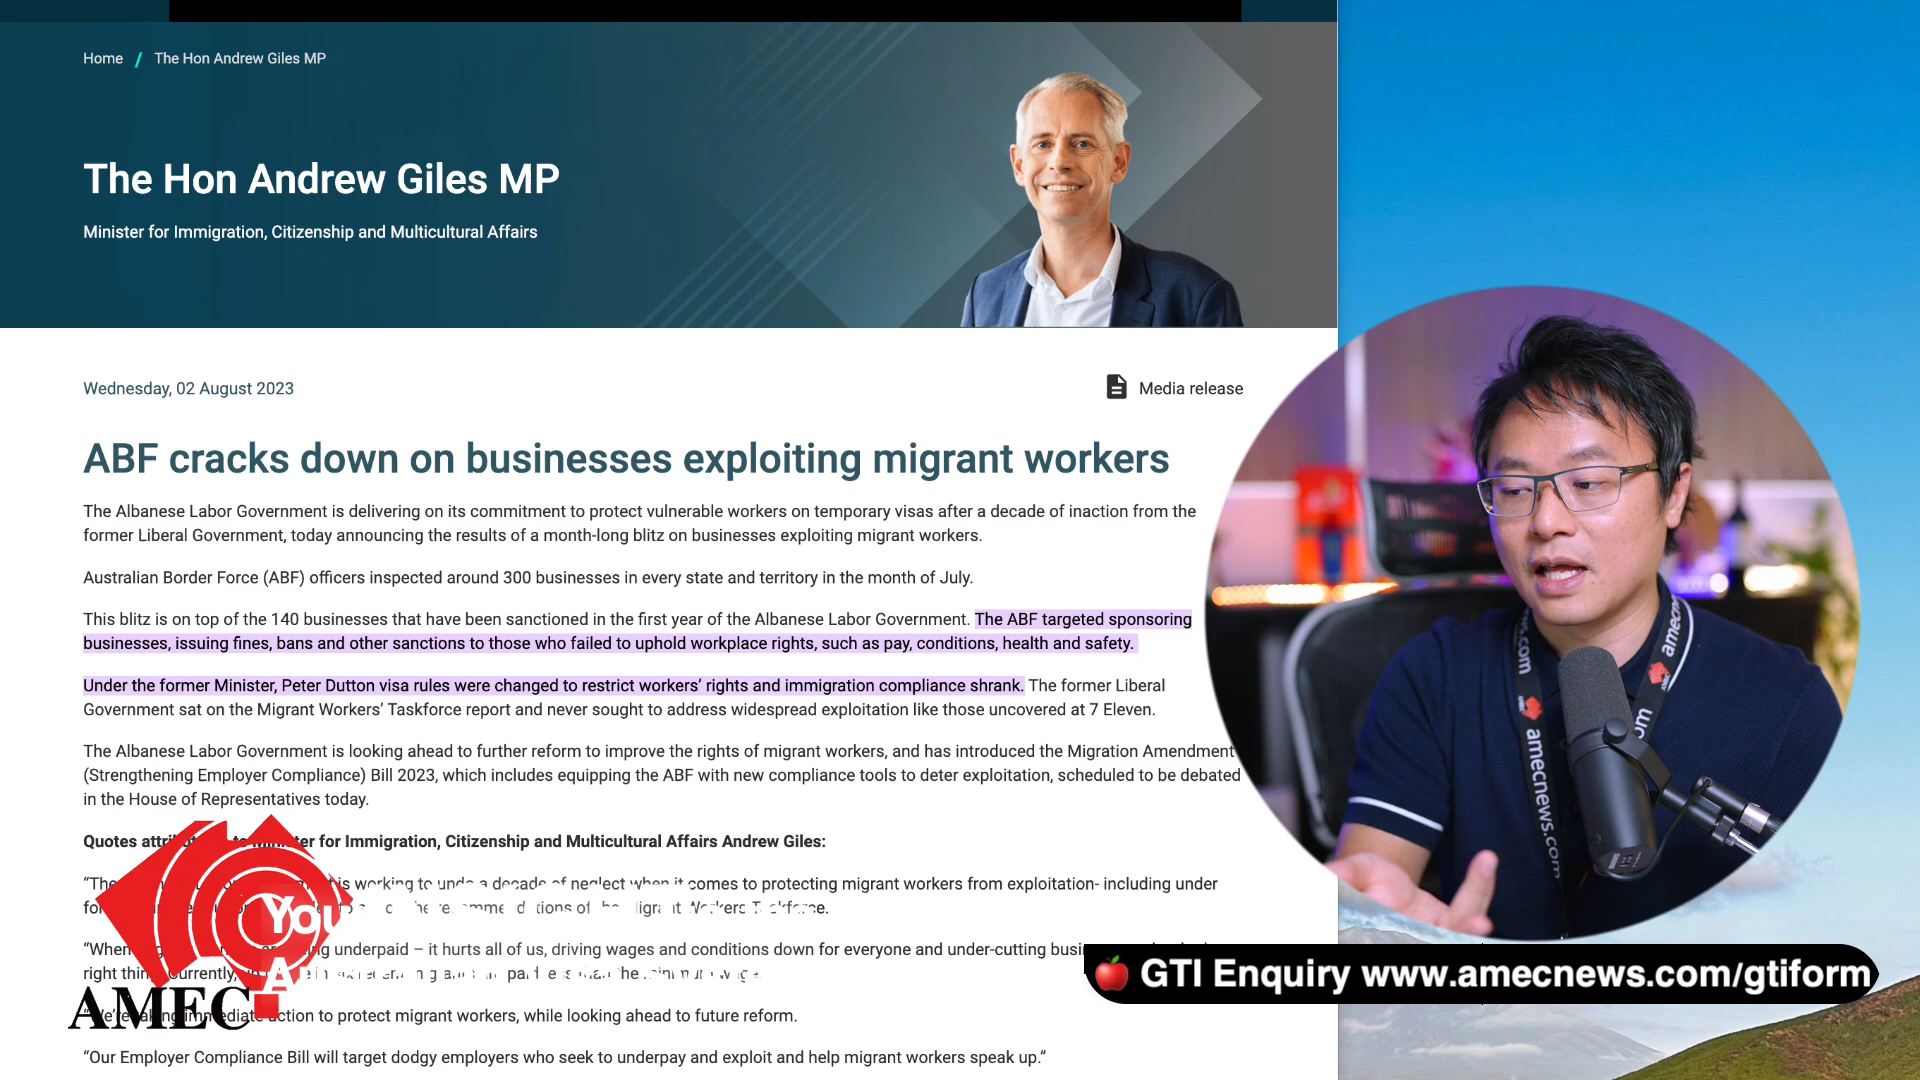 Home / The Hon Andrew Giles MP
The Hon Andrew Giles MP
Minister for Immigration, Citizenship and Multicultural Affairs
Wednesday, 02 August 2023
Media release
ABF cracks down on businesses exploiting migrant workers
The Albanese Labor Government is delivering on its commitment to protect vulnerable workers on temporary visas after a decade of inaction from the
former Liberal Government, today announcing the results of a month-long blitz on businesses exploiting migrant workers.
Australian Border Force (ABF) officers inspected around 300 businesses in every state and territory in the month of July.
This blitz is on top of the 140 businesses that have been sanctioned in the first year of the Albanese Labor Government. The ABF targeted sponsoring
businesses, issuing fines, bans and other sanctions to those who failed to uphold workplace rights, such as pay, conditions, health and safety.
Under the former Minister, Peter Dutton visa rules were changed to restrict workers' rights and immigration compliance shrank. The former Liberal
Government sat on the Migrant Workers' Taskforce report and never sought to address widespread exploitation like those uncovered at 7 Eleven.
The Albanese Labor Government is looking ahead to further reform to improve the rights of migrant workers, and has introduced the Migration Amendment
(Strengthening Employer Compliance) Bill 2023, which includes equipping the ABF with new compliance tools to deter exploitation, scheduled to be debated
in the House of Representatives today.
Quotes for Immigration, Citizenship and Multicultural Affairs Andrew Giles:
is working to undo a decade of neglect when it comes to protecting migrant workers from exploitation- including under
“When underpaid – it hurts all of us, driving wages and conditions down for everyone and under-cutting
right Currently,
action to protect migrant workers, while looking ahead to future reform.
“Our Employer Compliance Bill will target dodgy employers who seek to underpay and exploit and help migrant workers speak up.”
AMEC
GTI Enquiry www.amecnews.com/gtiform
amecnews.com